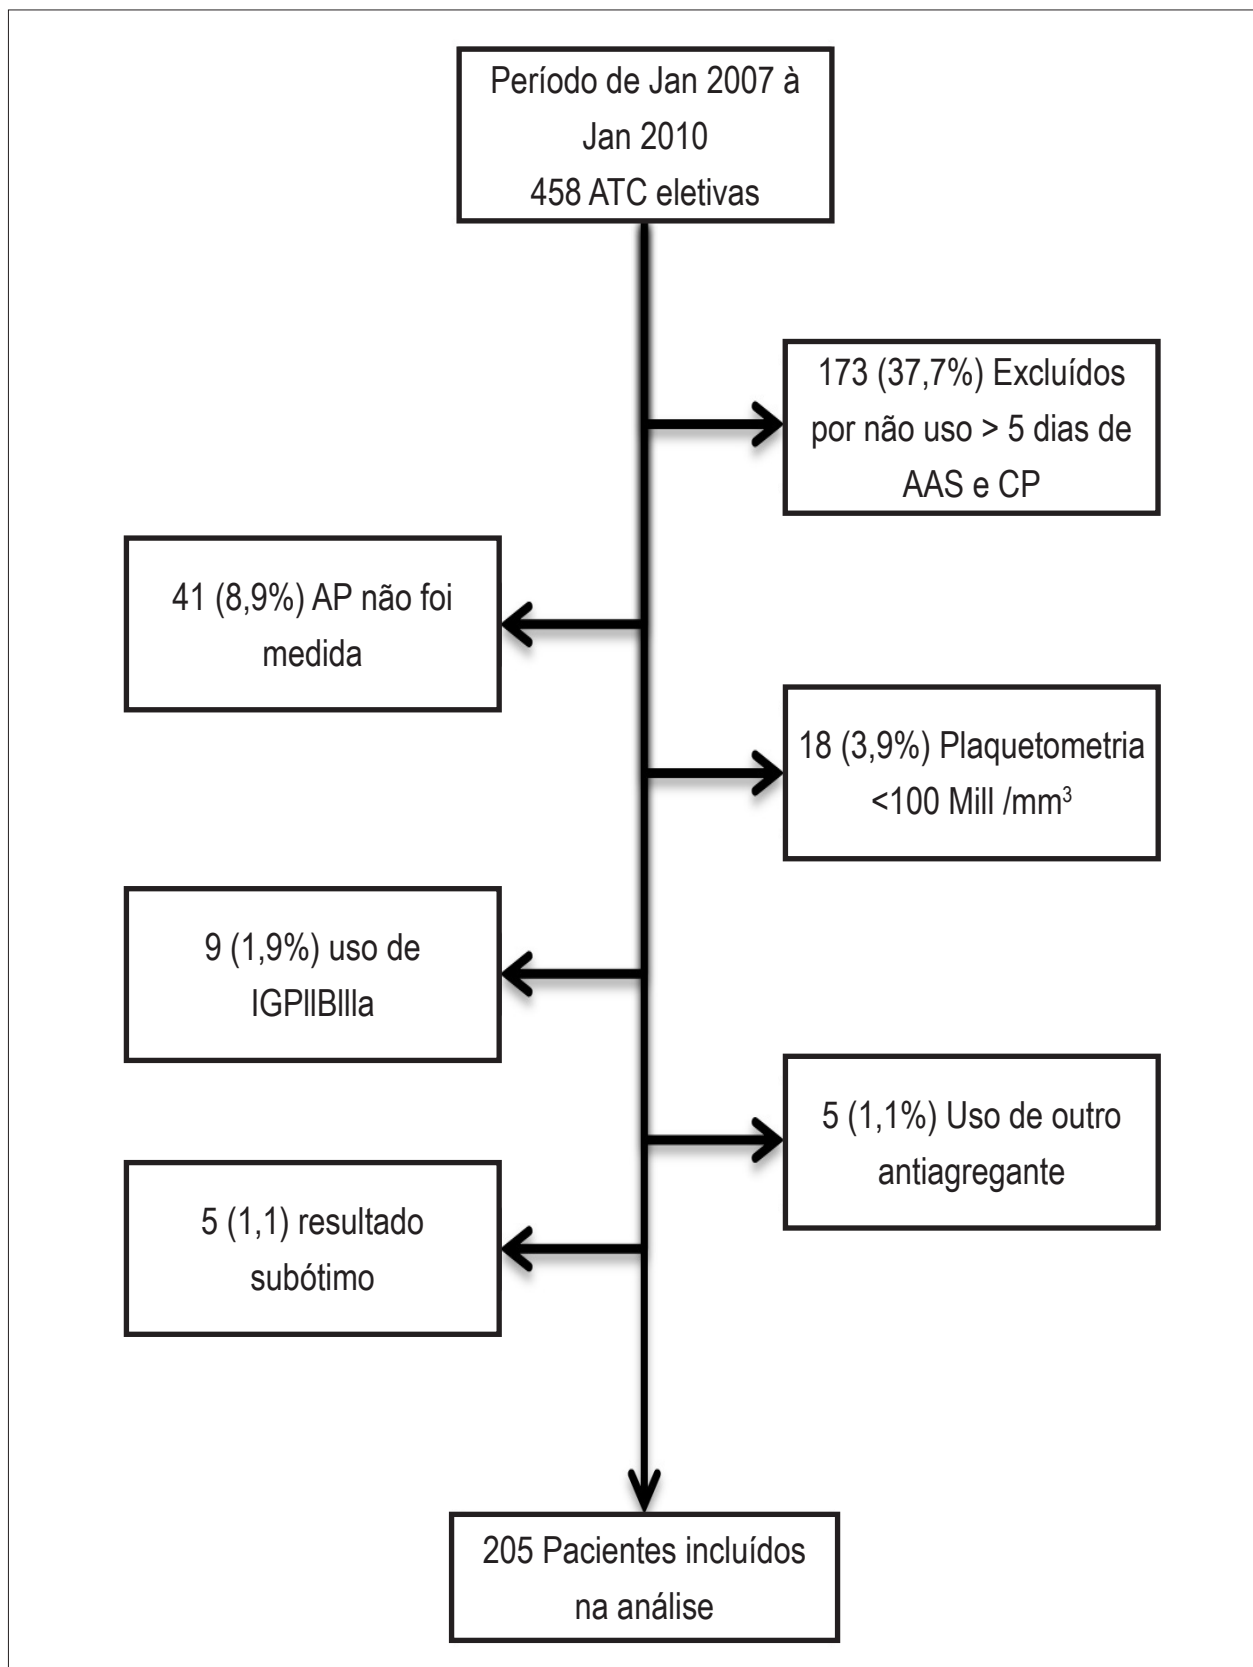 Período de Jan 2007 à
Jan 2010
458 ATC eletivas
173 (37,7%) Excluídos
por não uso > 5 dias de
AAS e CP
41 (8,9%) AP não foi
medida
18 (3,9%) Plaquetometria
<100 Mill /mm³
9 (1,9%) uso de
IGPIIBIIIa
5 (1,1%) Uso de outro
antiagregante
5 (1,1) resultado
subótimo
205 Pacientes incluídos
na análise